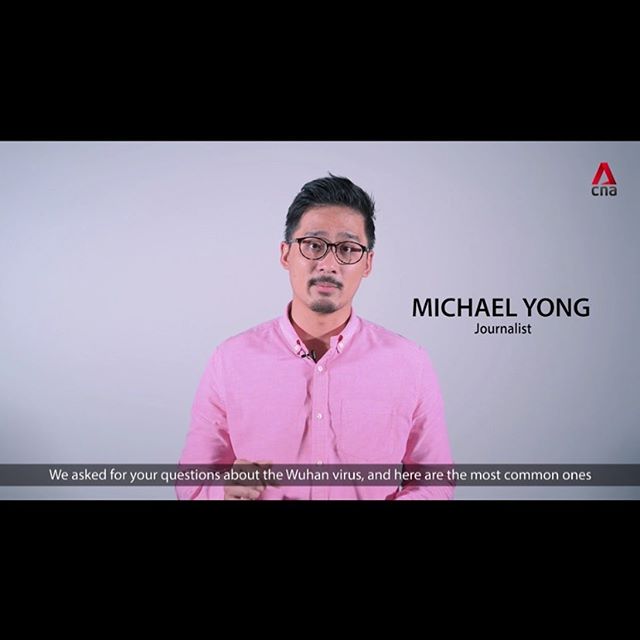 cna
MICHAEL YONG
Journalist
We asked for your questions about the Wuhan virus, and here are the most common ones